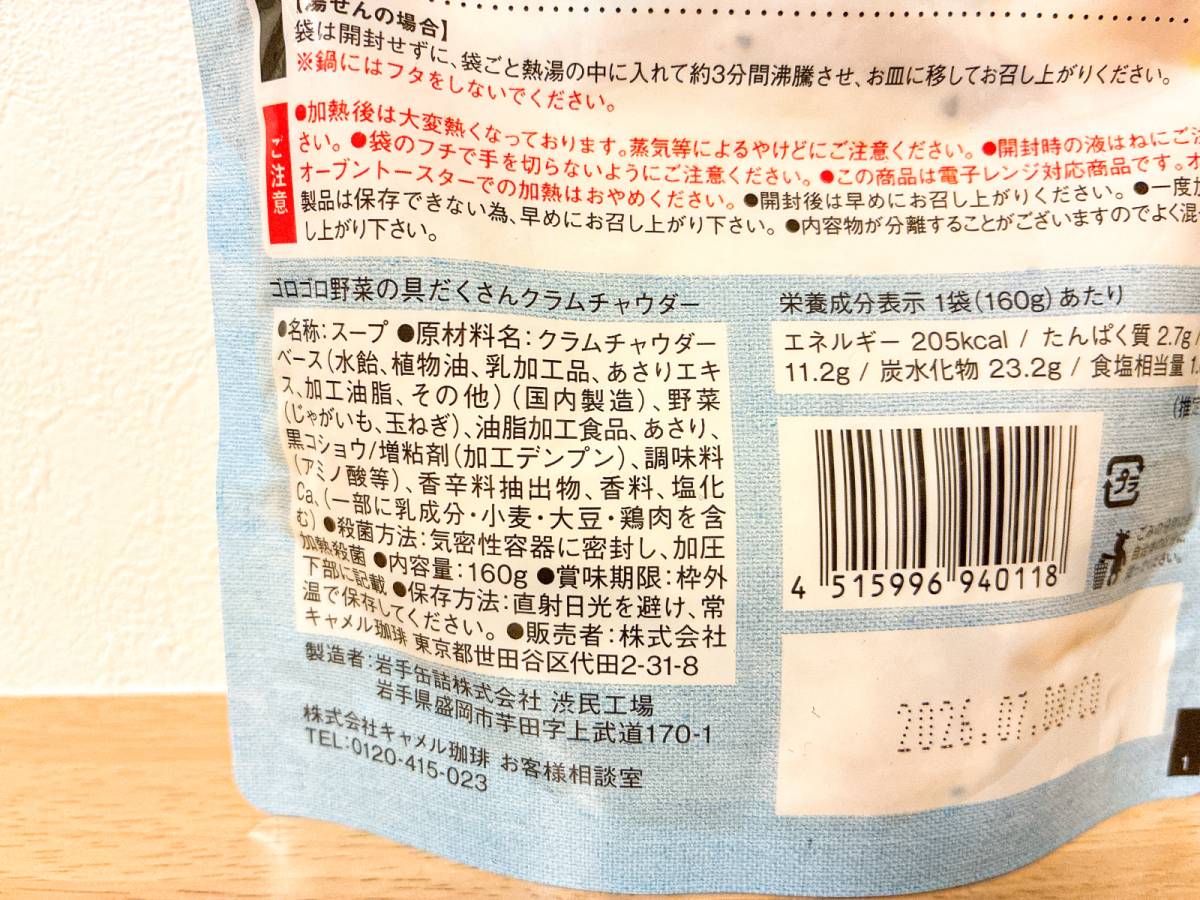 【湯せんの場合】
袋は開封せずに、袋ごと熱湯の中に入れて約3分間沸騰させ、お皿に移してお召し上がりください。
※鍋にはフタをしないでください。
ご注意
●加熱後は大変熱くなっております。蒸気等によるやけどにご注意ください。●開封時の液はねにご注
さい。●袋のフチで手を切らないようにご注意ください。●この商品は電子レンジ対応商品です。オ
オーブントースターでの加熱はおやめください。●開封後は早めにお召し上がりください。●一度加
製品は保存できない為、早めにお召し上がり下さい。●内容物が分離することがございますのでよく混
し上がり下さい。
ゴロゴロ野菜の具だくさんクラムチャウダー
●名称:スープ ●原材料名:クラムチャウダー
ベース(水飴、植物油、乳加工品、あさりエキ
ス、加工油脂、その他)(国内製造)、野菜
(じゃがいも、玉ねぎ)、油脂加工食品、あさり、
黒コショウ/増粘剤(加工デンプン)、調味料
(アミノ酸等)、香辛料抽出物、香料、塩化
Ca、(一部に乳成分・小麦・大豆・鶏肉を含
む) ●殺菌方法:気密性容器に密封し、加圧
加熱殺菌 ●内容量:160g ●賞味期限:枠外
下部に記載 ●保存方法:直射日光を避け、常
温で保存してください。 ●販売者:株式会社
キャメル珈琲 東京都世田谷区代田2-31-8
製造者:岩手缶詰株式会社 渋民工場
岩手県盛岡市芋田字上武道170-1
株式会社キャメル珈琲 お客様相談室
TEL:0120-415-023
栄養成分表示 1袋(160g)あたり
エネルギー 205kcal / たんぱく質 2.7g/
11.2g / 炭水化物 23.2g / 食塩相当量 1.
(推定
プラ
4 515996 940118
2026.07.
1